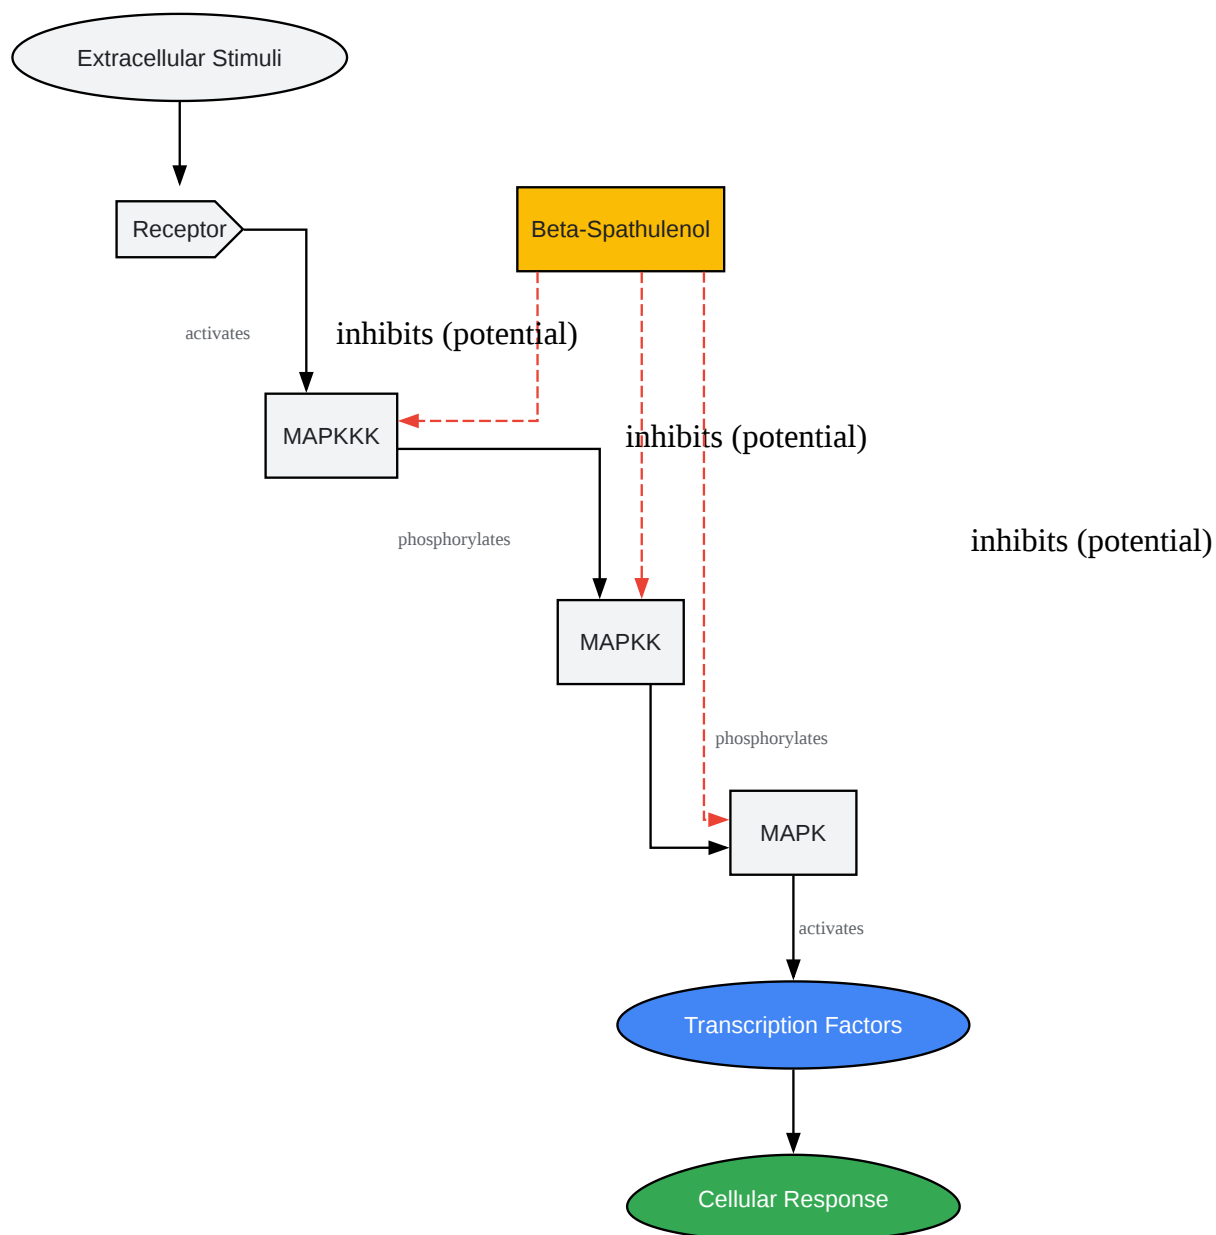 Extracellular Stimuli
Receptor
Beta-Spathulenol
activates
inhibits (potential)
MAPKKK
inhibits (potential)
phosphorylates
inhibits (potential)
MAPKK
phosphorylates
MAPK
activates
Transcription Factors
Cellular Response